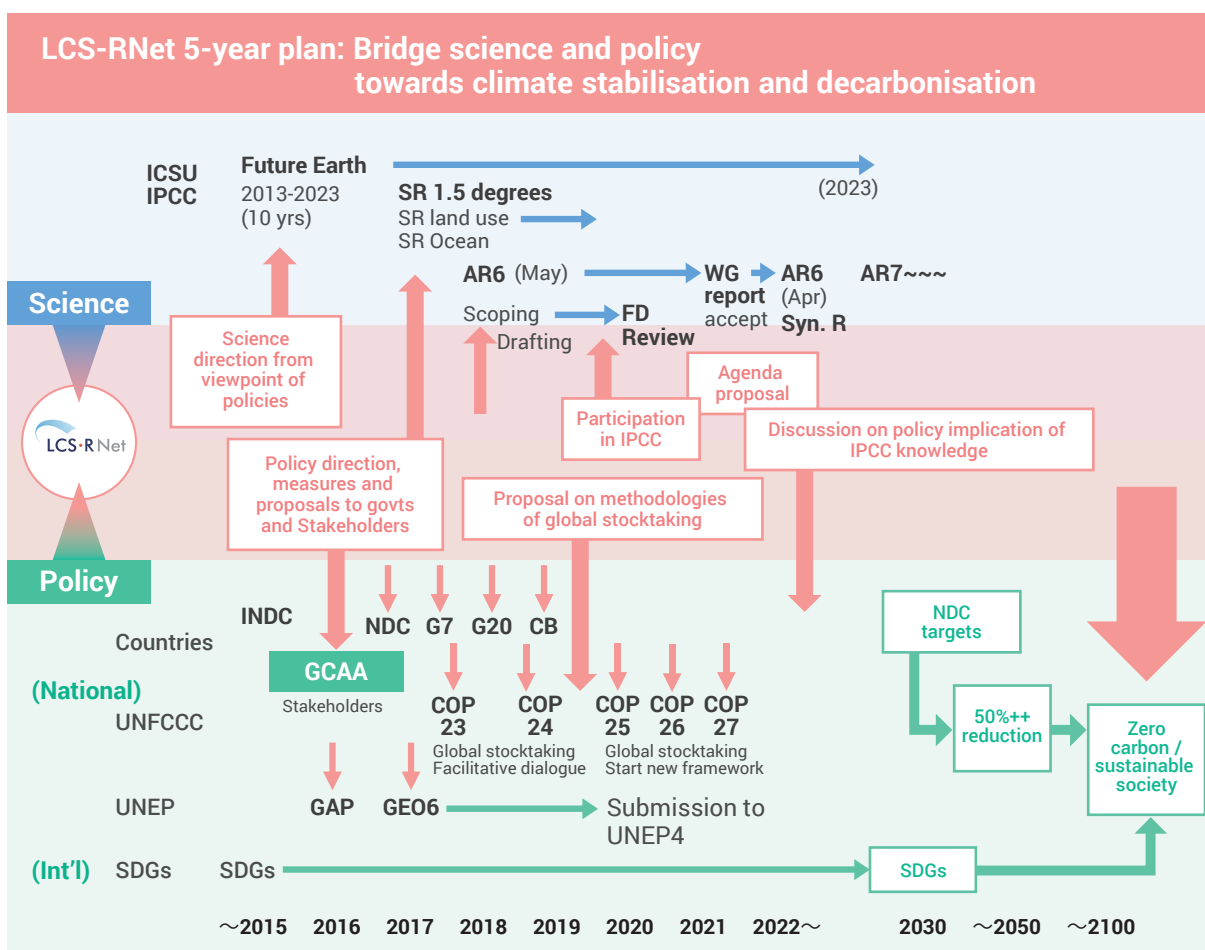 LCS-RNet 5-year plan: Bridge science and policy
towards climate stabilisation and decarbonisation
ICSU
IPCC
Future Earth
2013-2023
(10 yrs)
(2023)
SR 1.5 degrees
SR land use
SR Ocean
AR6 (May)
WG
report
accept
AR6
(Apr)
Syn. R
AR7~~~
Scoping
Drafting
FD
Review
Science
LCS·R Net
Policy
Science
direction from
viewpoint of
policies
Policy direction,
measures and
proposals to govts
and Stakeholders
Participation
in IPCC
Agenda
proposal
Discussion on policy implication of
IPCC knowledge
Proposal on methodologies
of global stocktaking
Countries
INDC
NDC
G7
G20
CB
GCAA
Stakeholders
(National)
UNFCCC
COP
23
COP
24
Global stocktaking
Facilitative dialogue
COP
25
COP
26
COP
27
Global stocktaking
Start new framework
NDC
targets
50%++
reduction
Zero
carbon /
sustainable
society
UNEP
GAP
GEO6
Submission to
UNEP4
(Int'l)
SDGs
SDGs
SDGs
～2015
2016
2017
2018
2019
2020
2021
2022～
2030
～2050
～2100